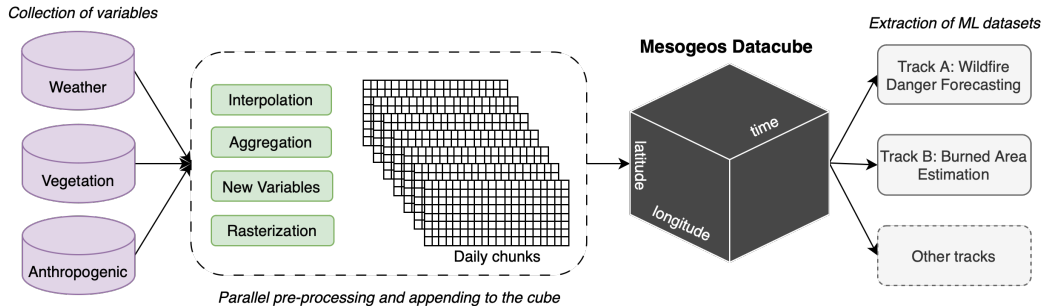 Collection of variables
Weather
Vegetation
Anthropogenic
Interpolation
Aggregation
New Variables
Rasterization
Daily chunks
Parallel pre-processing and appending to the cube
Mesogeos Datacube
time
latitude
longitude
Extraction of ML datasets
Track A: Wildfire
Danger Forecasting
Track B: Burned Area
Estimation
Other tracks